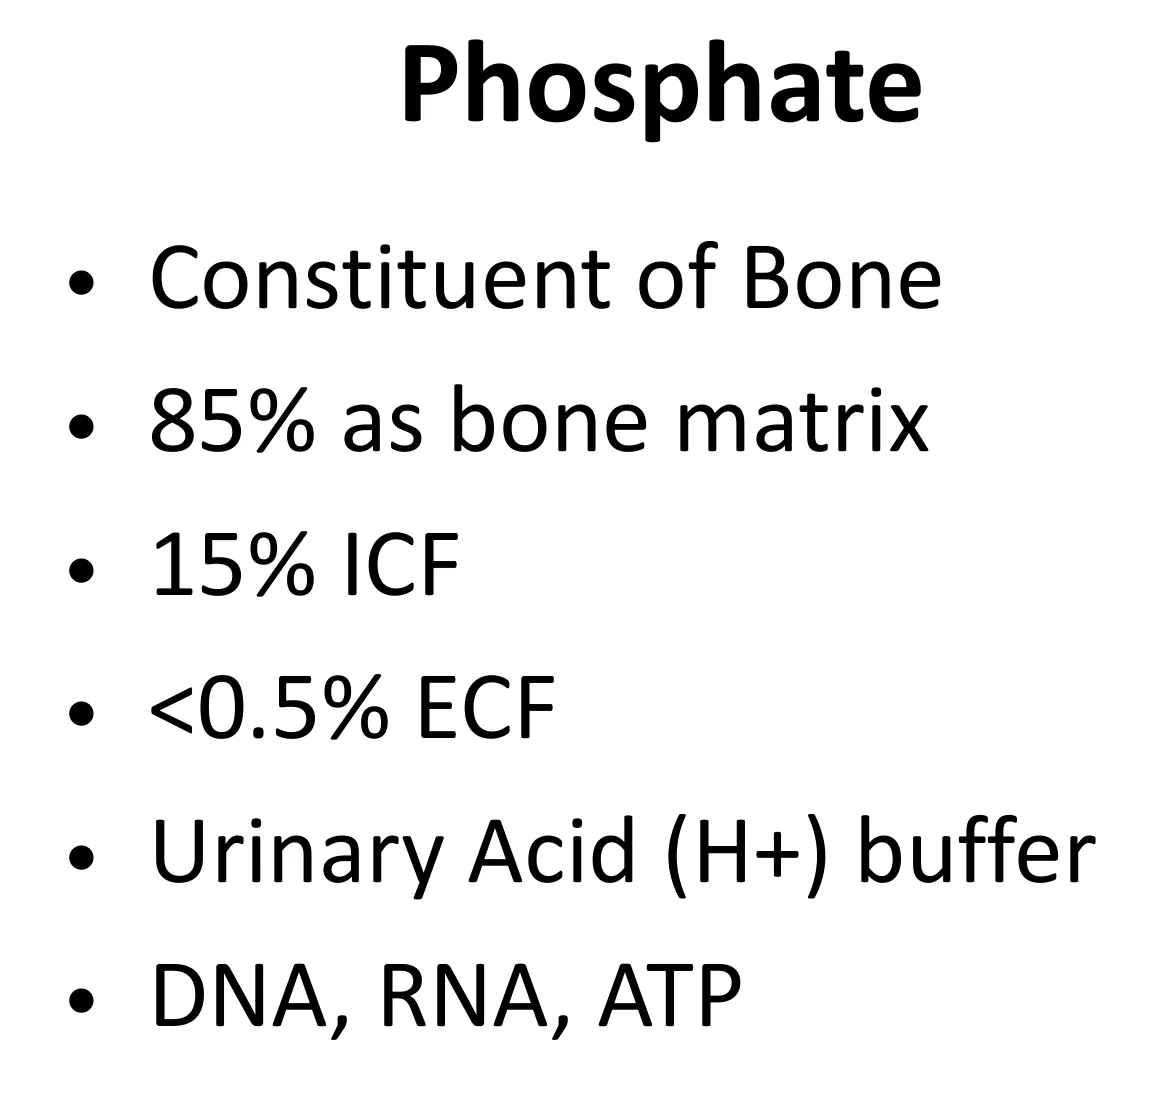 Phosphate
• Constituent of Bone
• 85% as bone matrix
• 15% ICF
• <0.5% ECF
• Urinary Acid (H+) buffer
• DNA, RNA, ATP